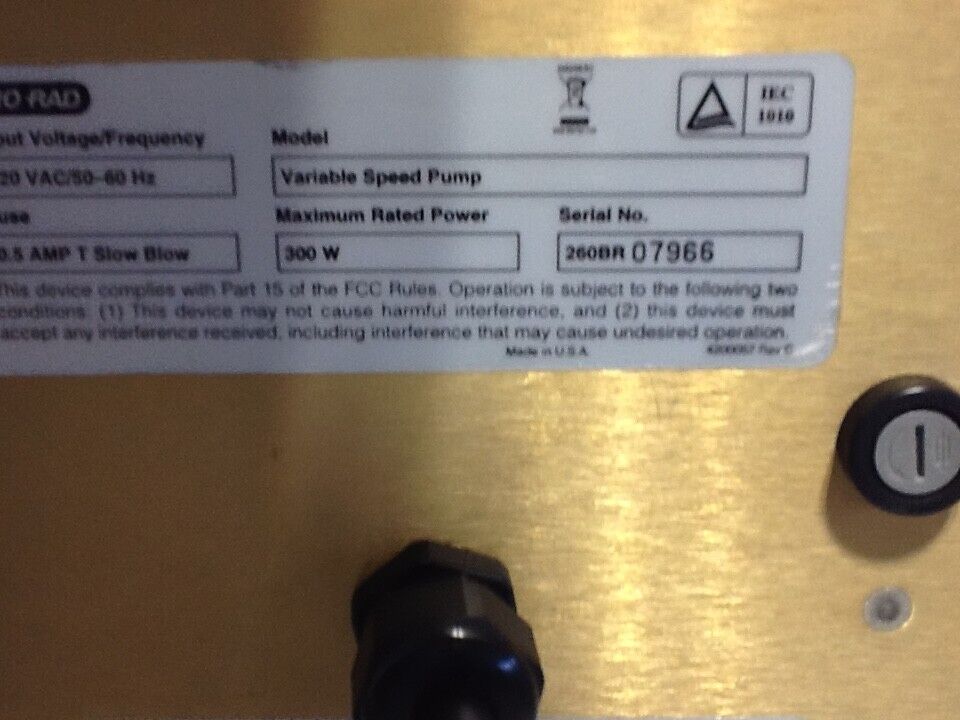 IO-RAD
IEC
1010
put Voltage/Frequency
Model
20 VAC/50-60 Hz
Variable Speed Pump
use
Maximum Rated Power
Serial No.
0.5 AMP T Slow Blow
300 W
260BR 07966
This device complies with Part 15 of the FCC Rules. Operation is subject to the following two
conditions: (1) This device may not cause harmful interference, and (2) this device must
accept any interference received, including interference that may cause undesired operation.
Made in U.S.A. Rev C